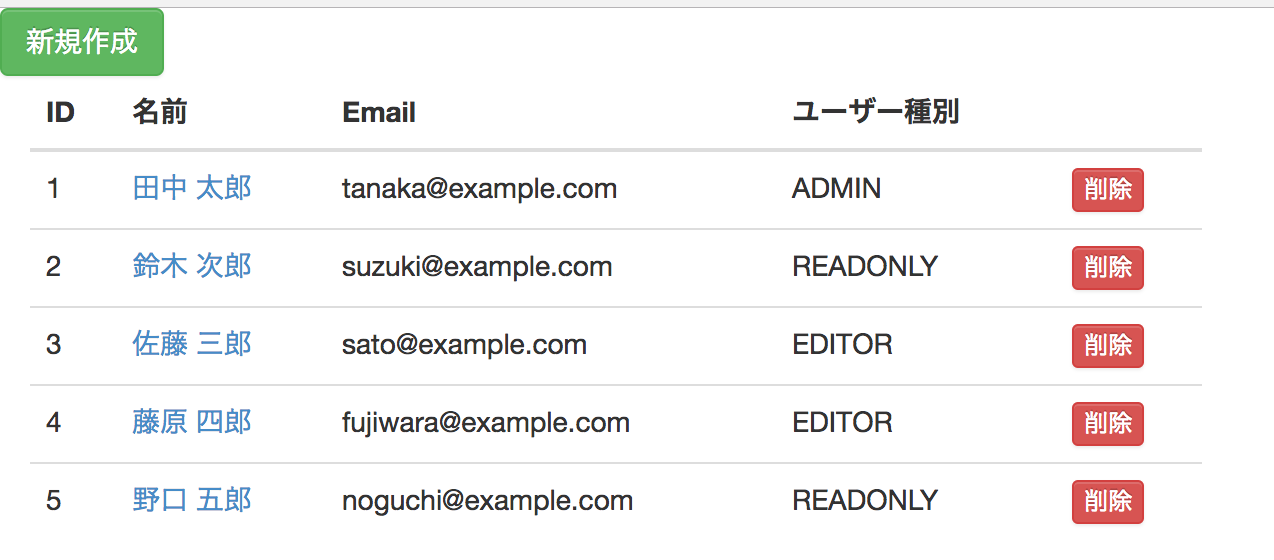 新規作成
ID 名前 Email ユーザー種別
1 田中 太郎 tanaka@example.com ADMIN 削除
2 鈴木 次郎 suzuki@example.com READONLY 削除
3 佐藤 三郎 sato@example.com EDITOR 削除
4 藤原 四郎 fujiwara@example.com EDITOR 削除
5 野口 五郎 noguchi@example.com READONLY 削除